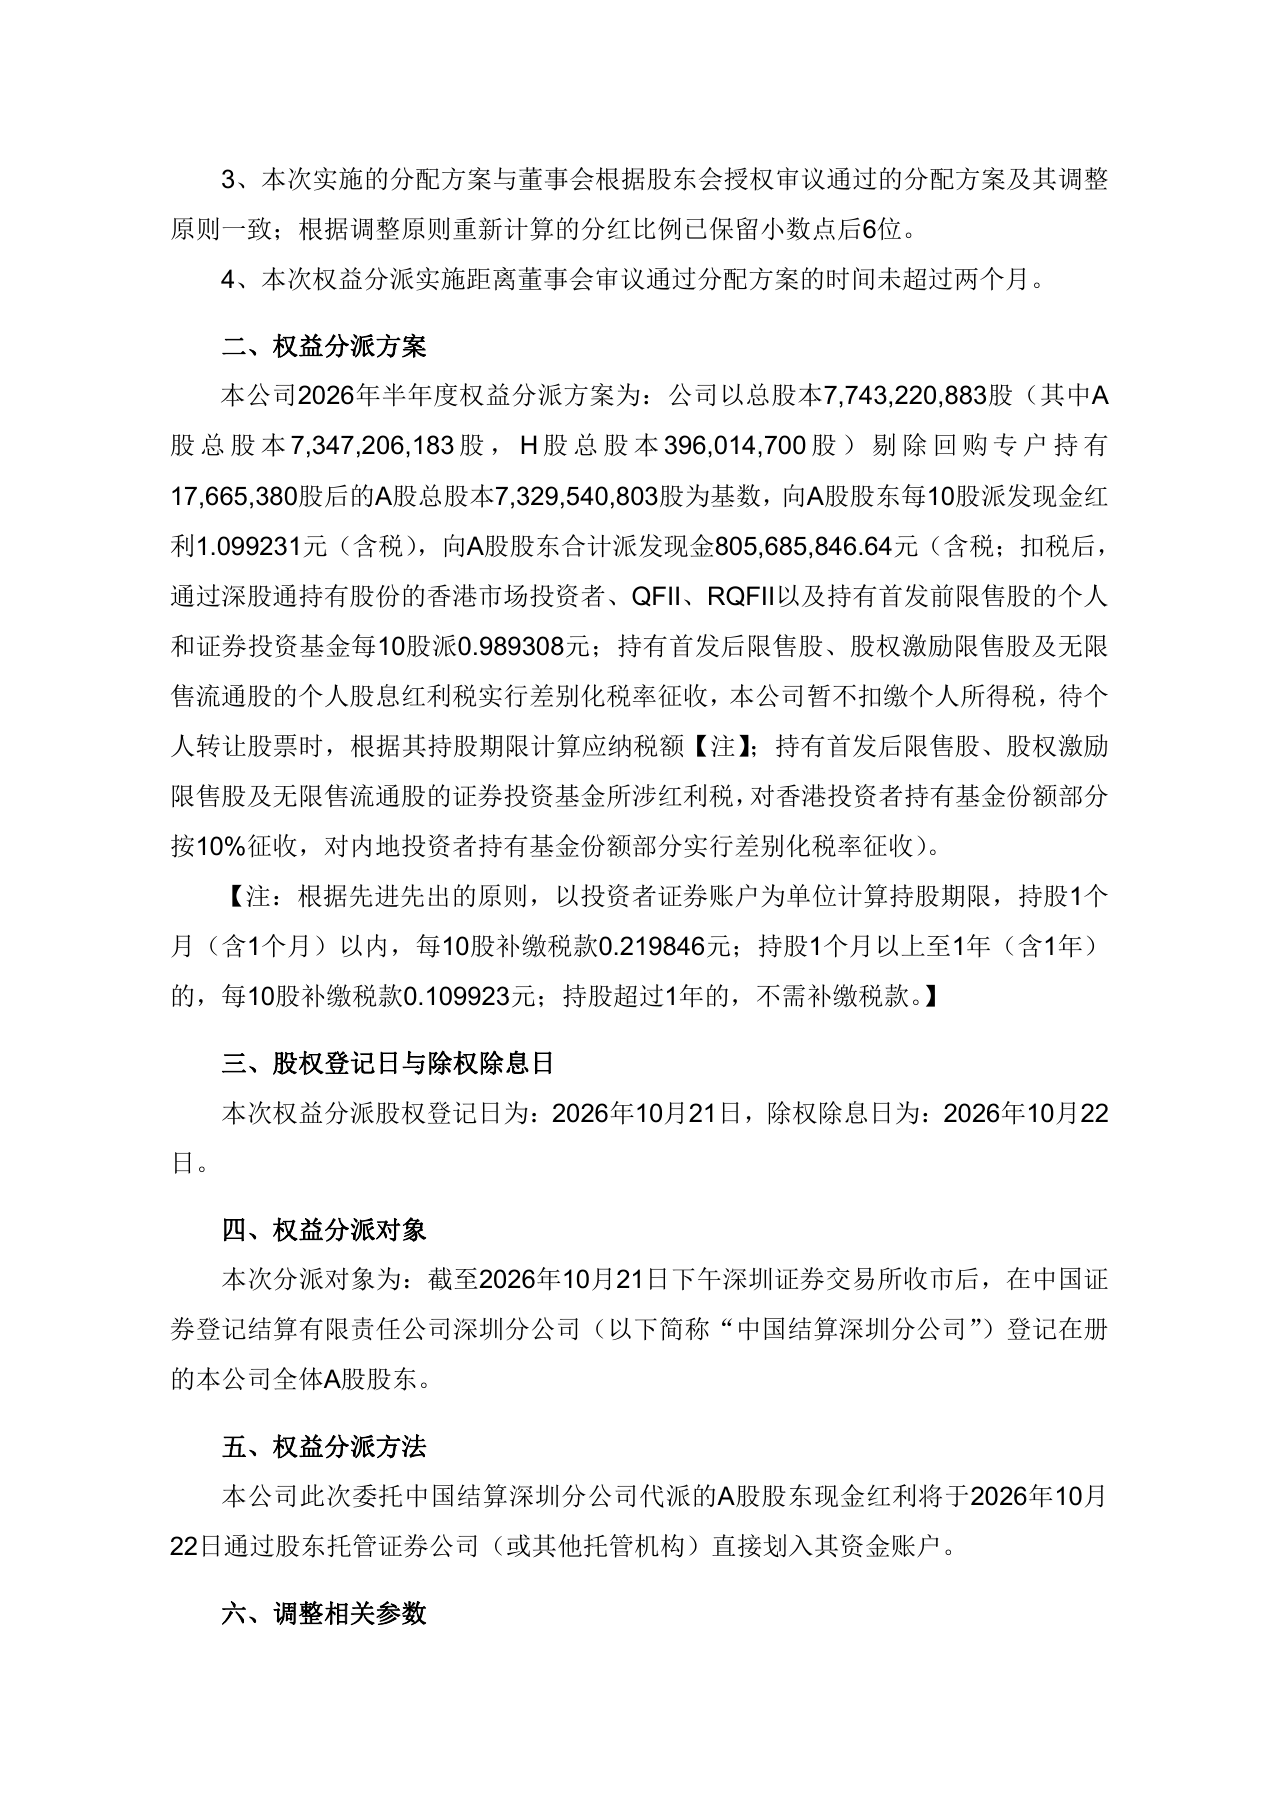 3、本次实施的分配方案与董事会根据股东会授权审议通过的分配方案及其调整
原则一致；根据调整原则重新计算的分红比例已保留小数点后6位。
4、本次权益分派实施距离董事会审议通过分配方案的时间未超过两个月。
二、权益分派方案
本公司2026年半年度权益分派方案为：公司以总股本7,743,220,883股（其中A
股总股本7,347,206,183股，H股总股本396,014,700股）剔除回购专户持有
17,665,380股后的A股总股本7,329,540,803股为基数，向A股股东每10股派发现金红
利1.099231元（含税），向A股股东合计派发现金805,685,846.64元（含税；扣税后，
通过深股通持有股份的香港市场投资者、QFII、RQFII以及持有首发前限售股的个人
和证券投资基金每10股派0.989308元；持有首发后限售股、股权激励限售股及无限
售流通股的个人股息红利税实行差别化税率征收，本公司暂不扣缴个人所得税，待个
人转让股票时，根据其持股期限计算应纳税额【注】；持有首发后限售股、股权激励
限售股及无限售流通股的证券投资基金所涉红利税，对香港投资者持有基金份额部分
按10%征收，对内地投资者持有基金份额部分实行差别化税率征收）。
【注：根据先进先出的原则，以投资者证券账户为单位计算持股期限，持股1个
月（含1个月）以内，每10股补缴税款0.219846元；持股1个月以上至1年（含1年）
的，每10股补缴税款0.109923元；持股超过1年的，不需补缴税款。】
三、股权登记日与除权除息日
本次权益分派股权登记日为：2026年10月21日，除权除息日为：2026年10月22
日。
四、权益分派对象
本次分派对象为：截至2026年10月21日下午深圳证券交易所收市后，在中国证
券登记结算有限责任公司深圳分公司（以下简称“中国结算深圳分公司”）登记在册
的本公司全体A股股东。
五、权益分派方法
本公司此次委托中国结算深圳分公司代派的A股股东现金红利将于2026年10月
22日通过股东托管证券公司（或其他托管机构）直接划入其资金账户。
六、调整相关参数